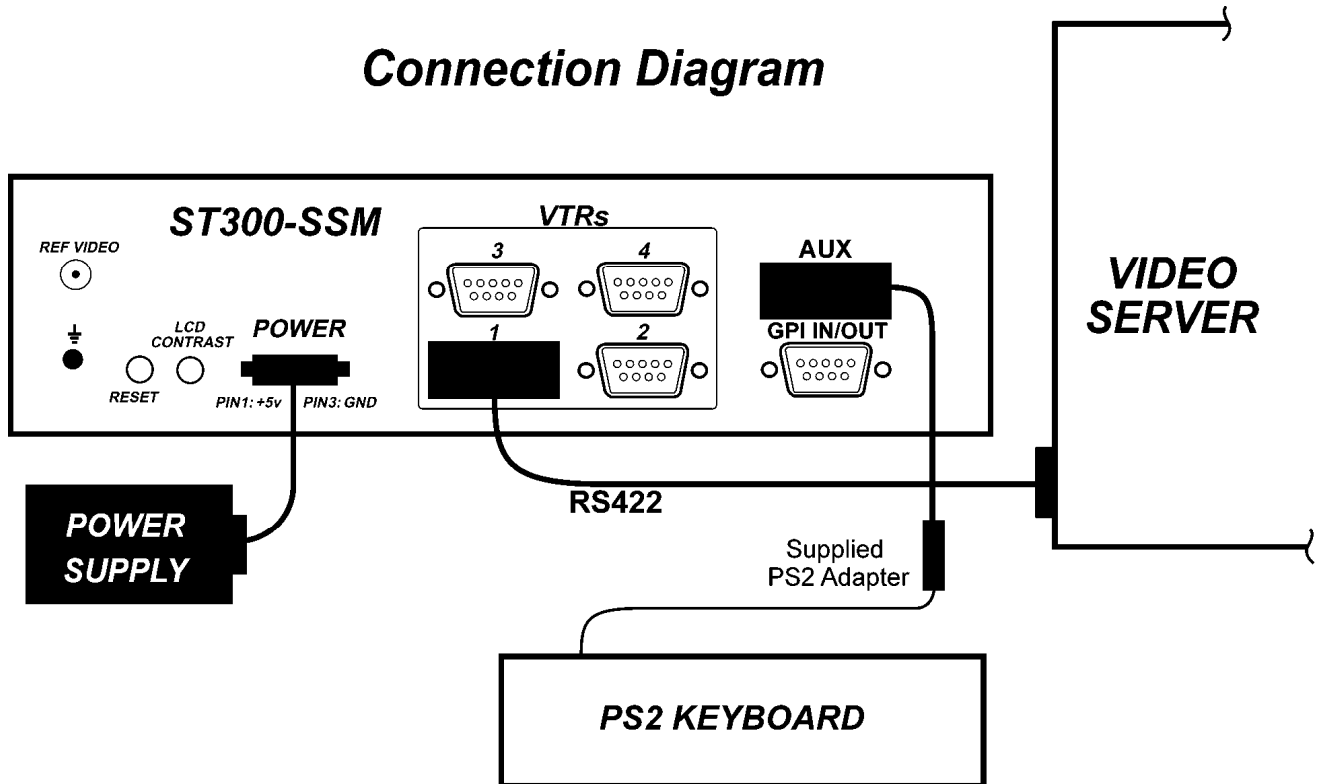 Connection Diagram
ST300-SSM
VTRs
REF VIDEO
3
4
AUX
LCD
CONTRAST
POWER
1
2
GPI IN/OUT
RESET
PIN1: +5v
PIN3: GND
VIDEO
SERVER
RS422
POWER
SUPPLY
Supplied
PS2 Adapter
PS2 KEYBOARD